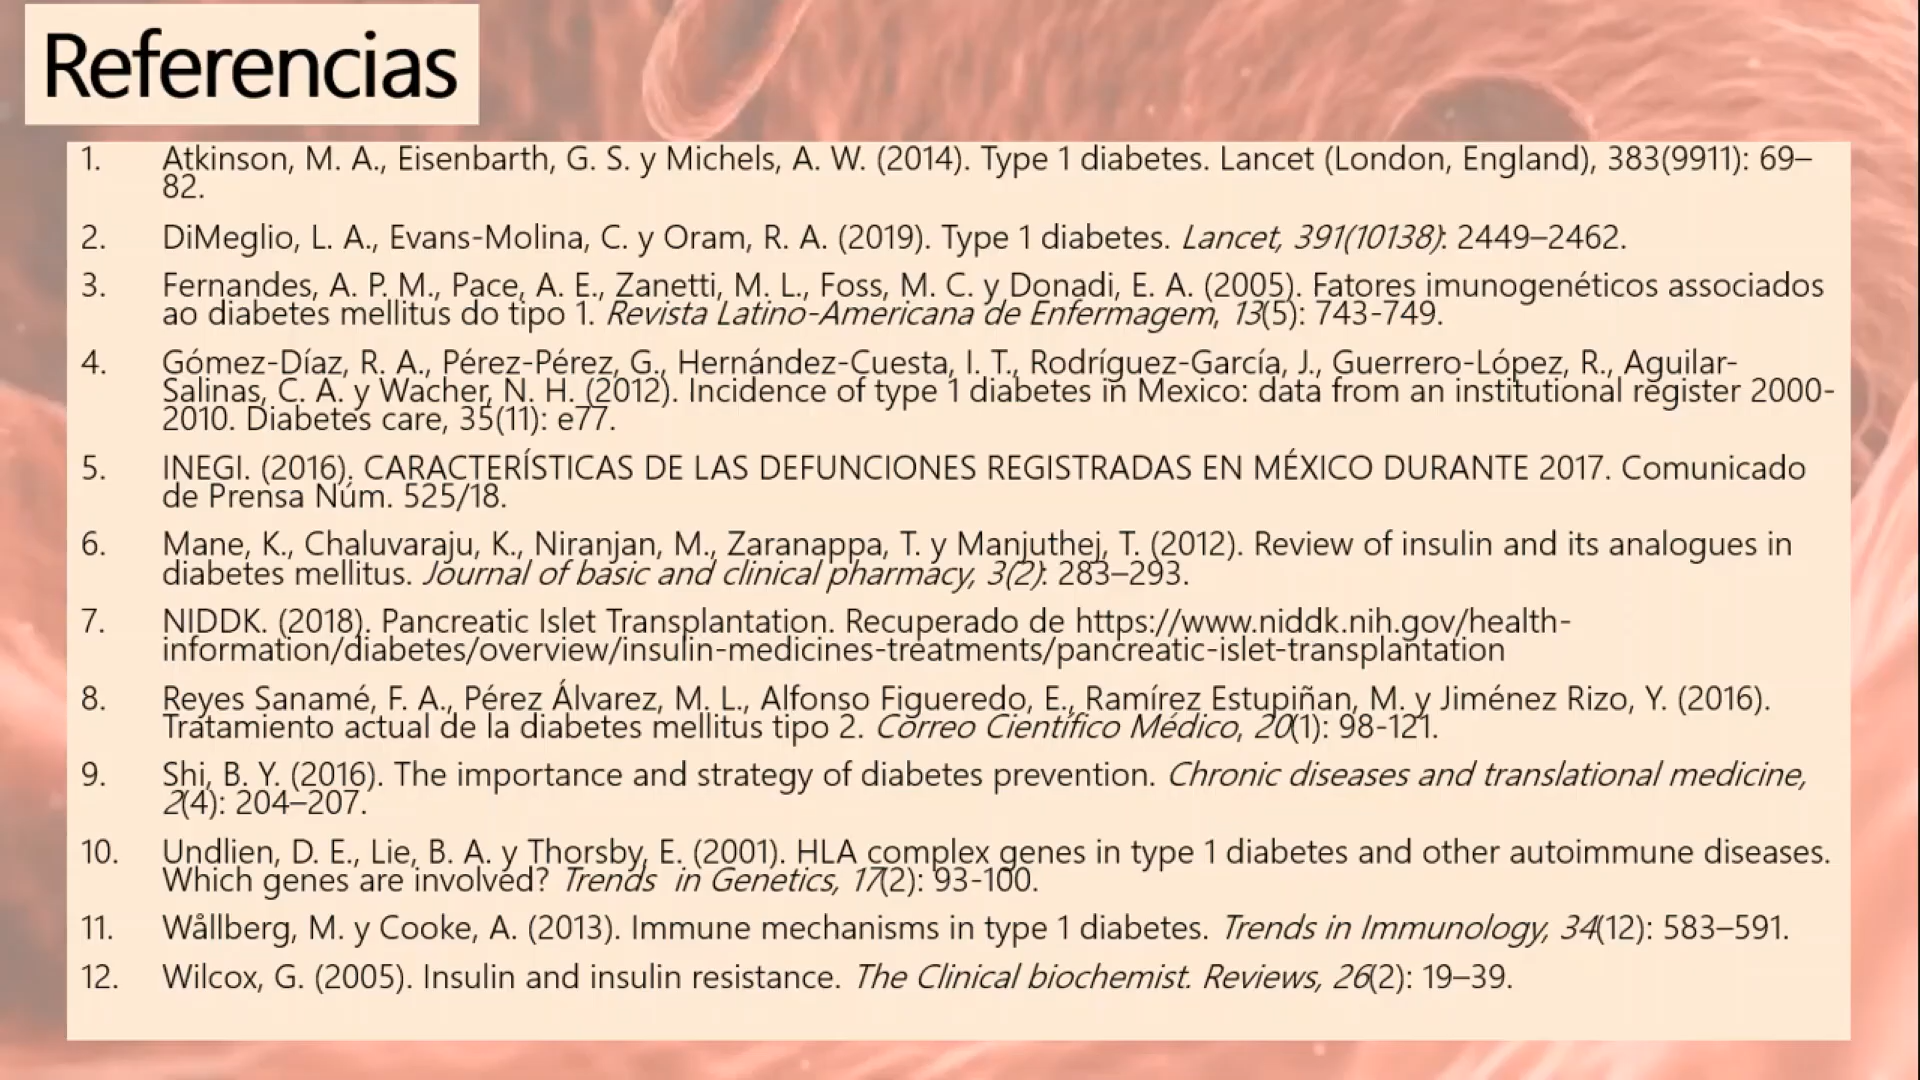 Referencias
1. Atkinson, M. A., Eisenbarth, G. S. y Michels, A. W. (2014). Type 1 diabetes. Lancet (London, England), 383(9911): 69–
82.
2. DiMeglio, L. A., Evans-Molina, C. y Oram, R. A. (2019). Type 1 diabetes. Lancet, 391(10138): 2449–2462.
3. Fernandes, A. P. M., Pace, A. E., Zanetti, M. L., Foss, M. C. y Donadi, E. A. (2005). Fatores imunogenéticos associados
ao diabetes mellitus do tipo 1. Revista Latino-Americana de Enfermagem, 13(5): 743-749.
4. Gómez-Díaz, R. A., Pérez-Pérez, G., Hernández-Cuesta, I. T., Rodríguez-García, J., Guerrero-López, R., Aguilar-
Salinas, C. A. y Wacher, N. H. (2012). Incidence of type 1 diabetes in Mexico: data from an institutional register 2000-
2010. Diabetes care, 35(11): e77.
5. INEGI. (2016). CARACTERÍSTICAS DE LAS DEFUNCIONES REGISTRADAS EN MÉXICO DURANTE 2017. Comunicado
de Prensa Núm. 525/18.
6. Mane, K., Chaluvaraju, K., Niranjan, M., Zaranappa, T. y Manjuthej, T. (2012). Review of insulin and its analogues in
diabetes mellitus. Journal of basic and clinical pharmacy, 3(2): 283–293.
7. NIDDK. (2018). Pancreatic Islet Transplantation. Recuperado de https://www.niddk.nih.gov/health-
information/diabetes/overview/insulin-medicines-treatments/pancreatic-islet-transplantation
8. Reyes Sanamé, F. A., Pérez Álvarez, M. L., Alfonso Figueredo, E., Ramírez Estupiñan, M. y Jiménez Rizo, Y. (2016).
Tratamiento actual de la diabetes mellitus tipo 2. Correo Científico Médico, 20(1): 98-121.
9. Shi, B. Y. (2016). The importance and strategy of diabetes prevention. Chronic diseases and translational medicine,
2(4): 204–207.
10. Undlien, D. E., Lie, B. A. y Thorsby, E. (2001). HLA complex genes in type 1 diabetes and other autoimmune diseases.
Which genes are involved? Trends in Genetics, 17(2): 93-100.
11. Wållberg, M. y Cooke, A. (2013). Immune mechanisms in type 1 diabetes. Trends in Immunology, 34(12): 583–591.
12. Wilcox, G. (2005). Insulin and insulin resistance. The Clinical biochemist. Reviews, 26(2): 19–39.